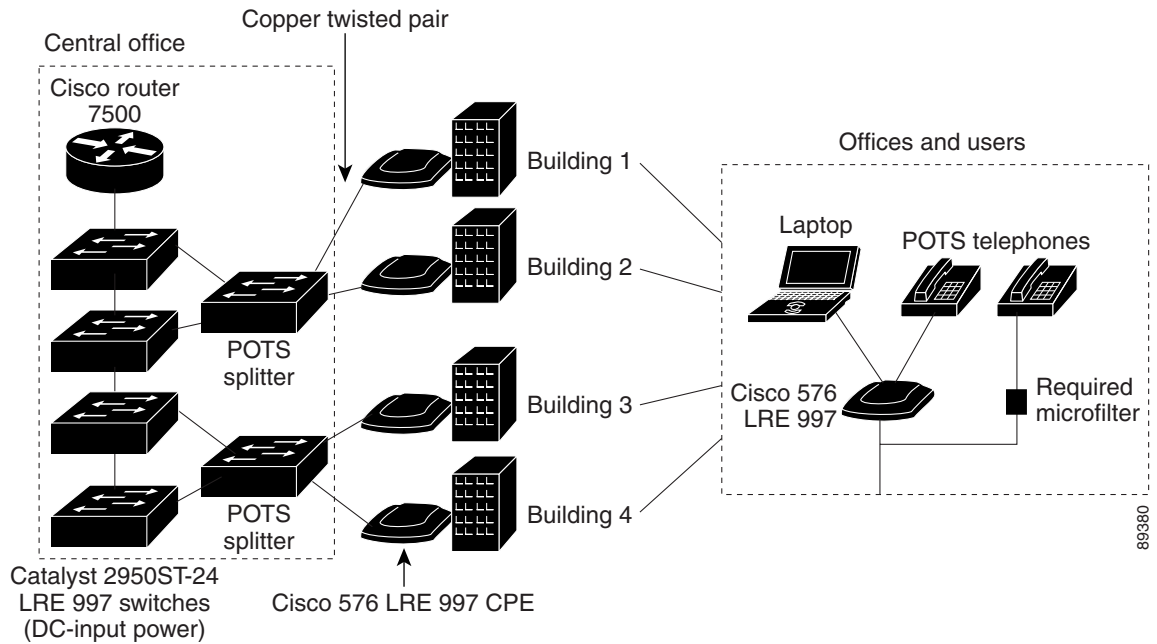 Copper twisted pair
Central office
Cisco router
7500
Building 1
Building 2
Building 3
Building 4
POTS
splitter
POTS
splitter
Catalyst 2950ST-24
LRE 997 switches
(DC-input power)
Cisco 576 LRE 997 CPE
Offices and users
Laptop
POTS telephones
Cisco 576
LRE 997
Required
microfilter
89380